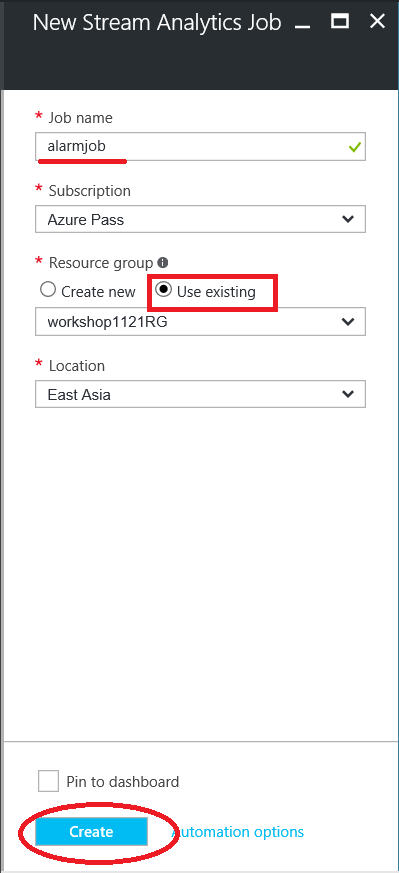 New Stream Analytics Job
* Job name
alarmjob
* Subscription
Azure Pass
* Resource group
Create new Use existing
workshop1121RG
* Location
East Asia
Pin to dashboard
Create Automation options